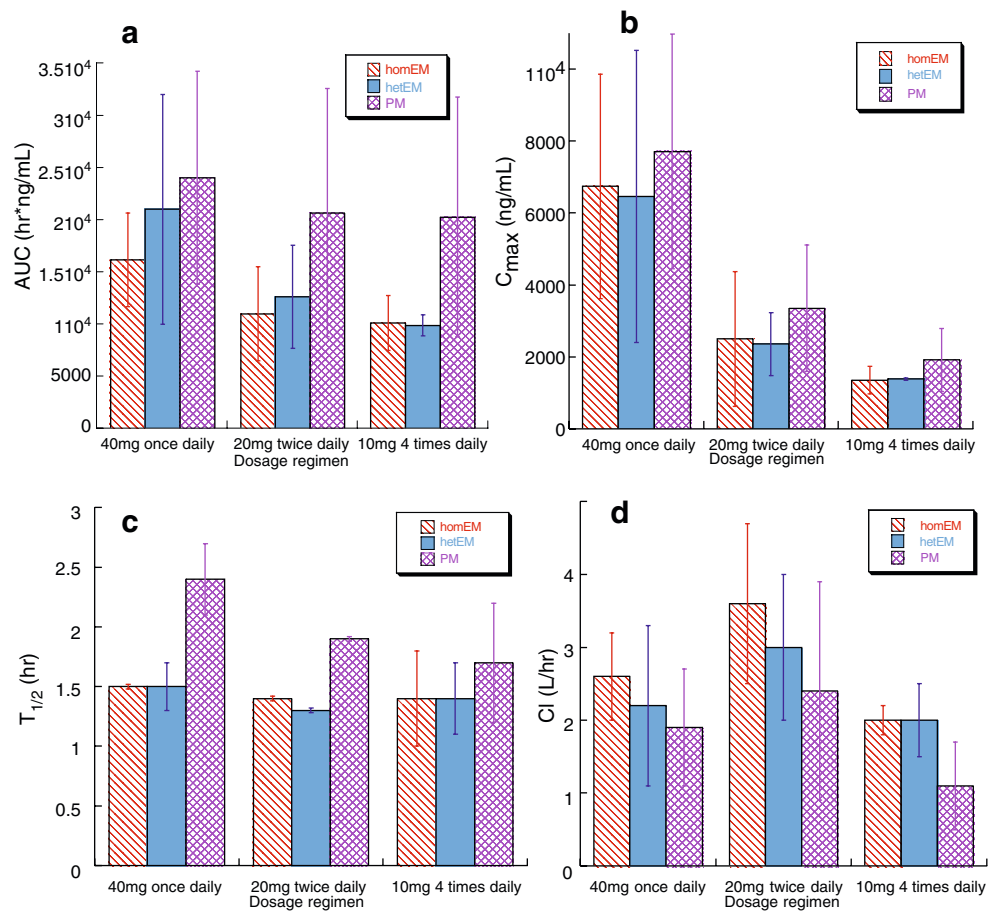 a
homEM
hetEM
PM
3.510⁴
310⁴
2.510⁴
210⁴
1.510⁴
110⁴
5000
0
AUC (hr*ng/mL)
40mg once daily
20mg twice daily
10mg 4 times daily
Dosage regimen
b
homEM
hetEM
PM
110⁴
8000
6000
4000
2000
0
Cmax (ng/mL)
40mg once daily
20mg twice daily
10mg 4 times daily
Dosage regimen
c
homEM
hetEM
PM
3
2.5
2
1.5
1
0.5
0
T1/2 (hr)
40mg once daily
20mg twice daily
10mg 4 times daily
Dosage regimen
d
homEM
hetEM
PM
4
3
2
1
0
Cl (L/hr)
40mg once daily
20mg twice daily
10mg 4 times daily
Dosage regimen